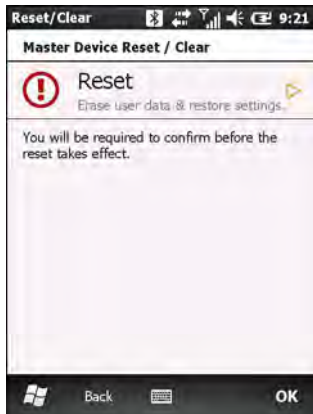 Reset/Clear 9:21
Master Device Reset / Clear
Reset
Erase user data & restore settings.
You will be required to confirm before the
reset takes effect.
Back OK